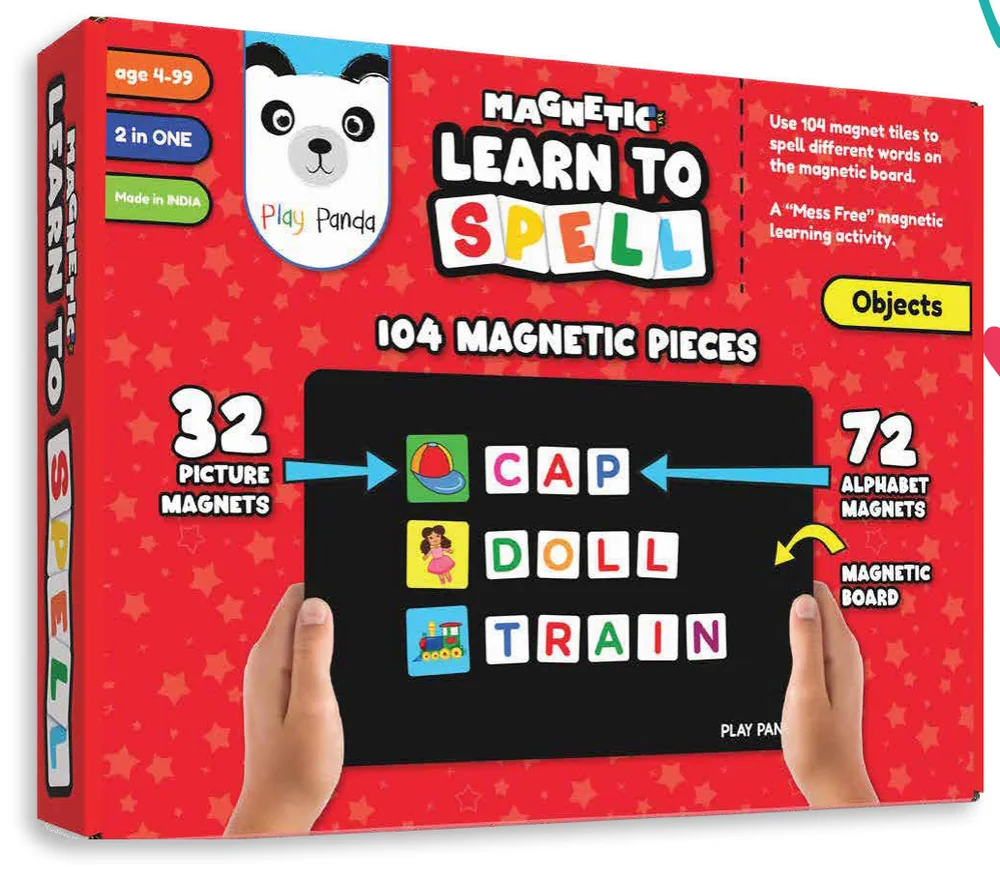 MAGNETIC
LEARN TO
SPELL
age 4-99
2 in ONE
Made in INDIA
Play Panda
MAGNETIC
LEARN TO
SPELL
Use 104 magnet tiles to
spell different words on
the magnetic board.
A “Mess Free” magnetic
learning activity.
Objects
104 MAGNETIC PIECES
32
PICTURE
MAGNETS
CAP
DOLL
TRAIN
PLAY PAN
72
ALPHABET
MAGNETS
MAGNETIC
BOARD